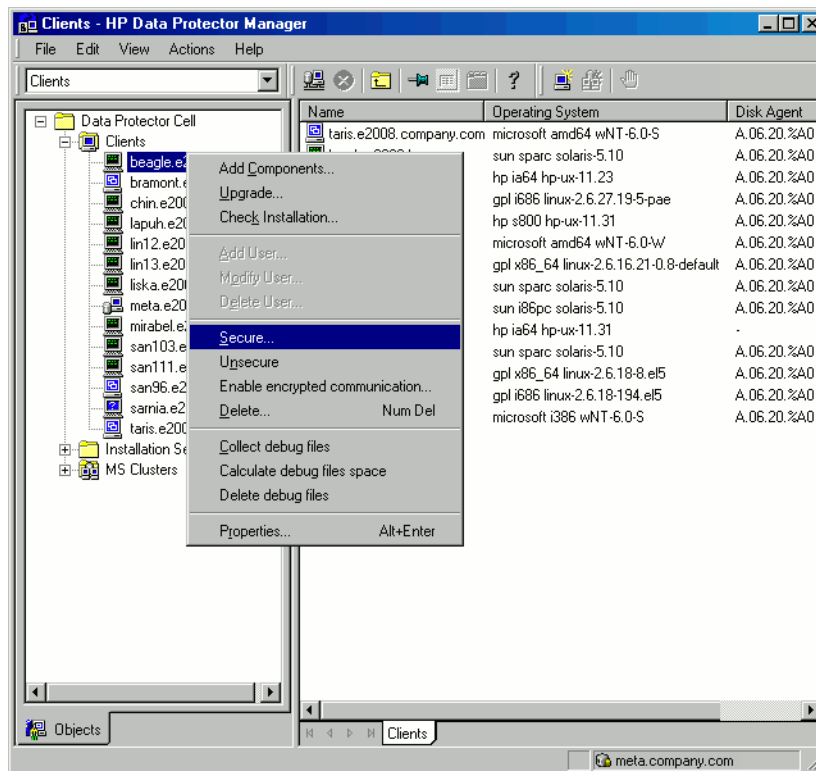 Clients - HP Data Protector Manager
File Edit View Actions Help
Clients
Data Protector Cell
Clients
beagle.e2
bramont.e
chin.e200
lapuh.e20
lin12.e20
lin13.e20
liska.e200
meta.e20
mirabel.e2
san103.e
san111.e
san96.e2
sarnia.e2
taris.e200
Installation Se
MS Clusters
Add Components...
Upgrade...
Check Installation...
Add User...
Modify User...
Delete User...
Secure...
Unsecure
Enable encrypted communication...
Delete... Num Del
Collect debug files
Calculate debug files space
Delete debug files
Properties... Alt+Enter
Name Operating System Disk Agent
taris.e2008.company.com microsoft amd64 wNT-6.0-S A.06.20.%A0
sun sparc solaris-5.10 A.06.20.%A0
hp ia64 hp-ux-11.23 A.06.20.%A0
gpl i686 linux-2.6.27.19-5-pae A.06.20.%A0
hp s800 hp-ux-11.31 A.06.20.%A0
microsoft amd64 wNT-6.0-W A.06.20.%A0
gpl x86_64 linux-2.6.16.21-0.8-default A.06.20.%A0
sun sparc solaris-5.10 A.06.20.%A0
sun i86pc solaris-5.10 A.06.20.%A0
hp ia64 hp-ux-11.31 -
sun sparc solaris-5.10 A.06.20.%A0
gpl x86_64 linux-2.6.18-8.el5 A.06.20.%A0
gpl i686 linux-2.6.18-194.el5 A.06.20.%A0
microsoft i386 wNT-6.0-S A.06.20.%A0
Objects
Clients
meta.company.com